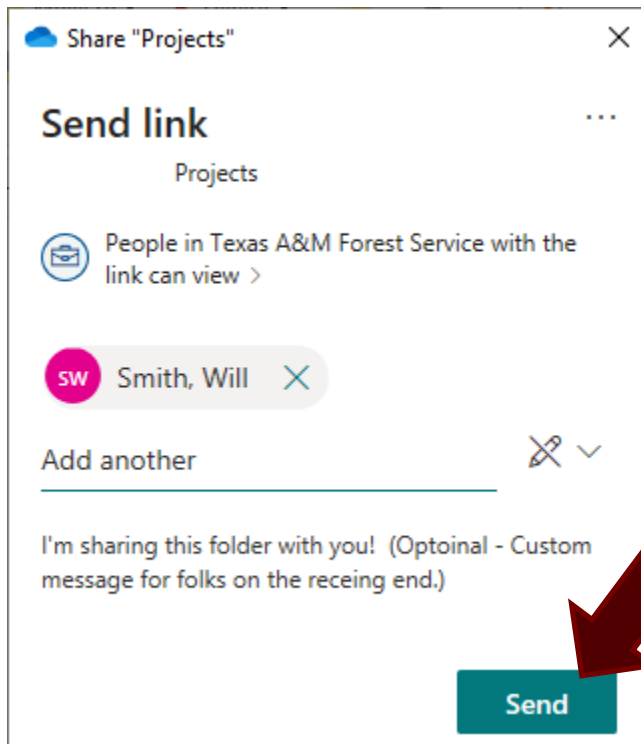 Share "Projects"
Send link
...
Projects
People in Texas A&M Forest Service with the
link can view >
SW
Smith, Will
Add another
I'm sharing this folder with you!  (Optoinal - Custom
message for folks on the receing end.)
Send